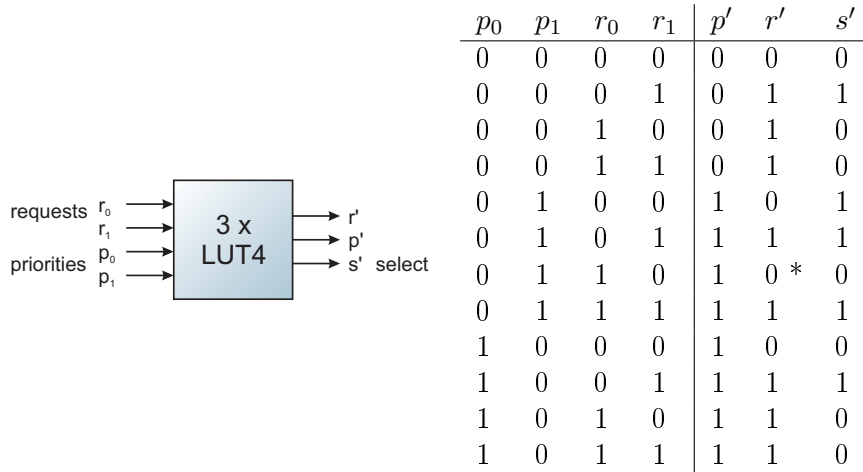 requests r₀
r₁
priorities p₀
p₁
3 x
LUT4
r'
p'
s' select
p₀ p₁ r₀ r₁ p′ r′ s′
0 0 0 0 0 0 0
0 0 0 1 0 1 1
0 0 1 0 0 1 0
0 0 1 1 0 1 0
0 1 0 0 1 0 1
0 1 0 1 1 1 1
0 1 1 0 1 0 * 0
0 1 1 1 1 1 1
1 0 0 0 1 0 0
1 0 0 1 1 1 1
1 0 1 0 1 1 0
1 0 1 1 1 1 0